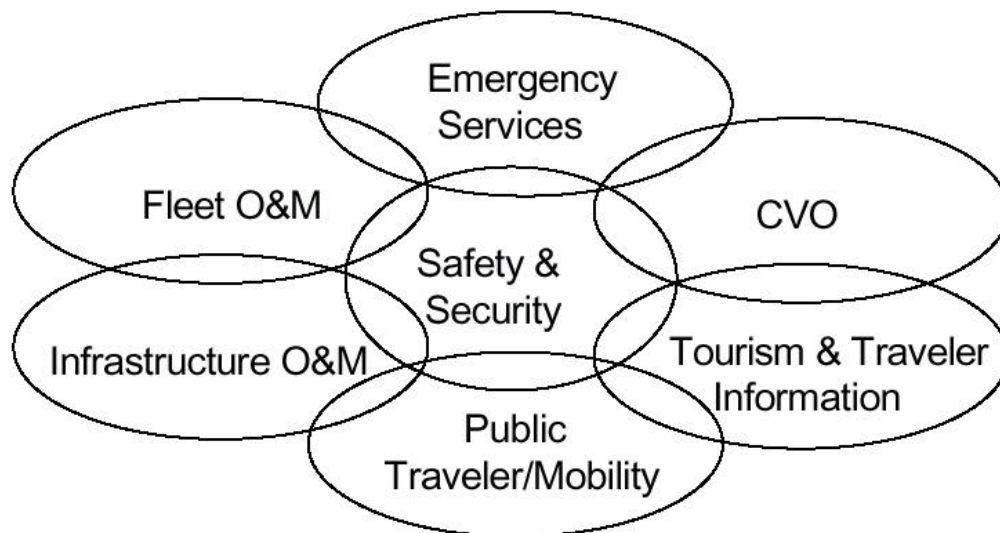 Emergency
Services
Fleet O&M
CVO
Safety &
Security
Infrastructure O&M
Tourism & Traveler
Information
Public
Traveler/Mobility